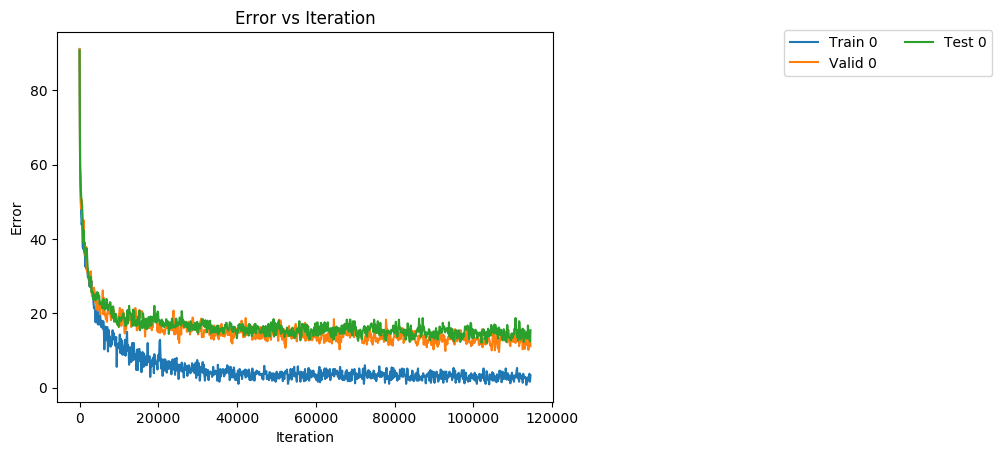 Error vs Iteration
Train 0
Valid 0
Test 0
Error
80
60
40
20
0
0 20000 40000 60000 80000 100000 120000
Iteration